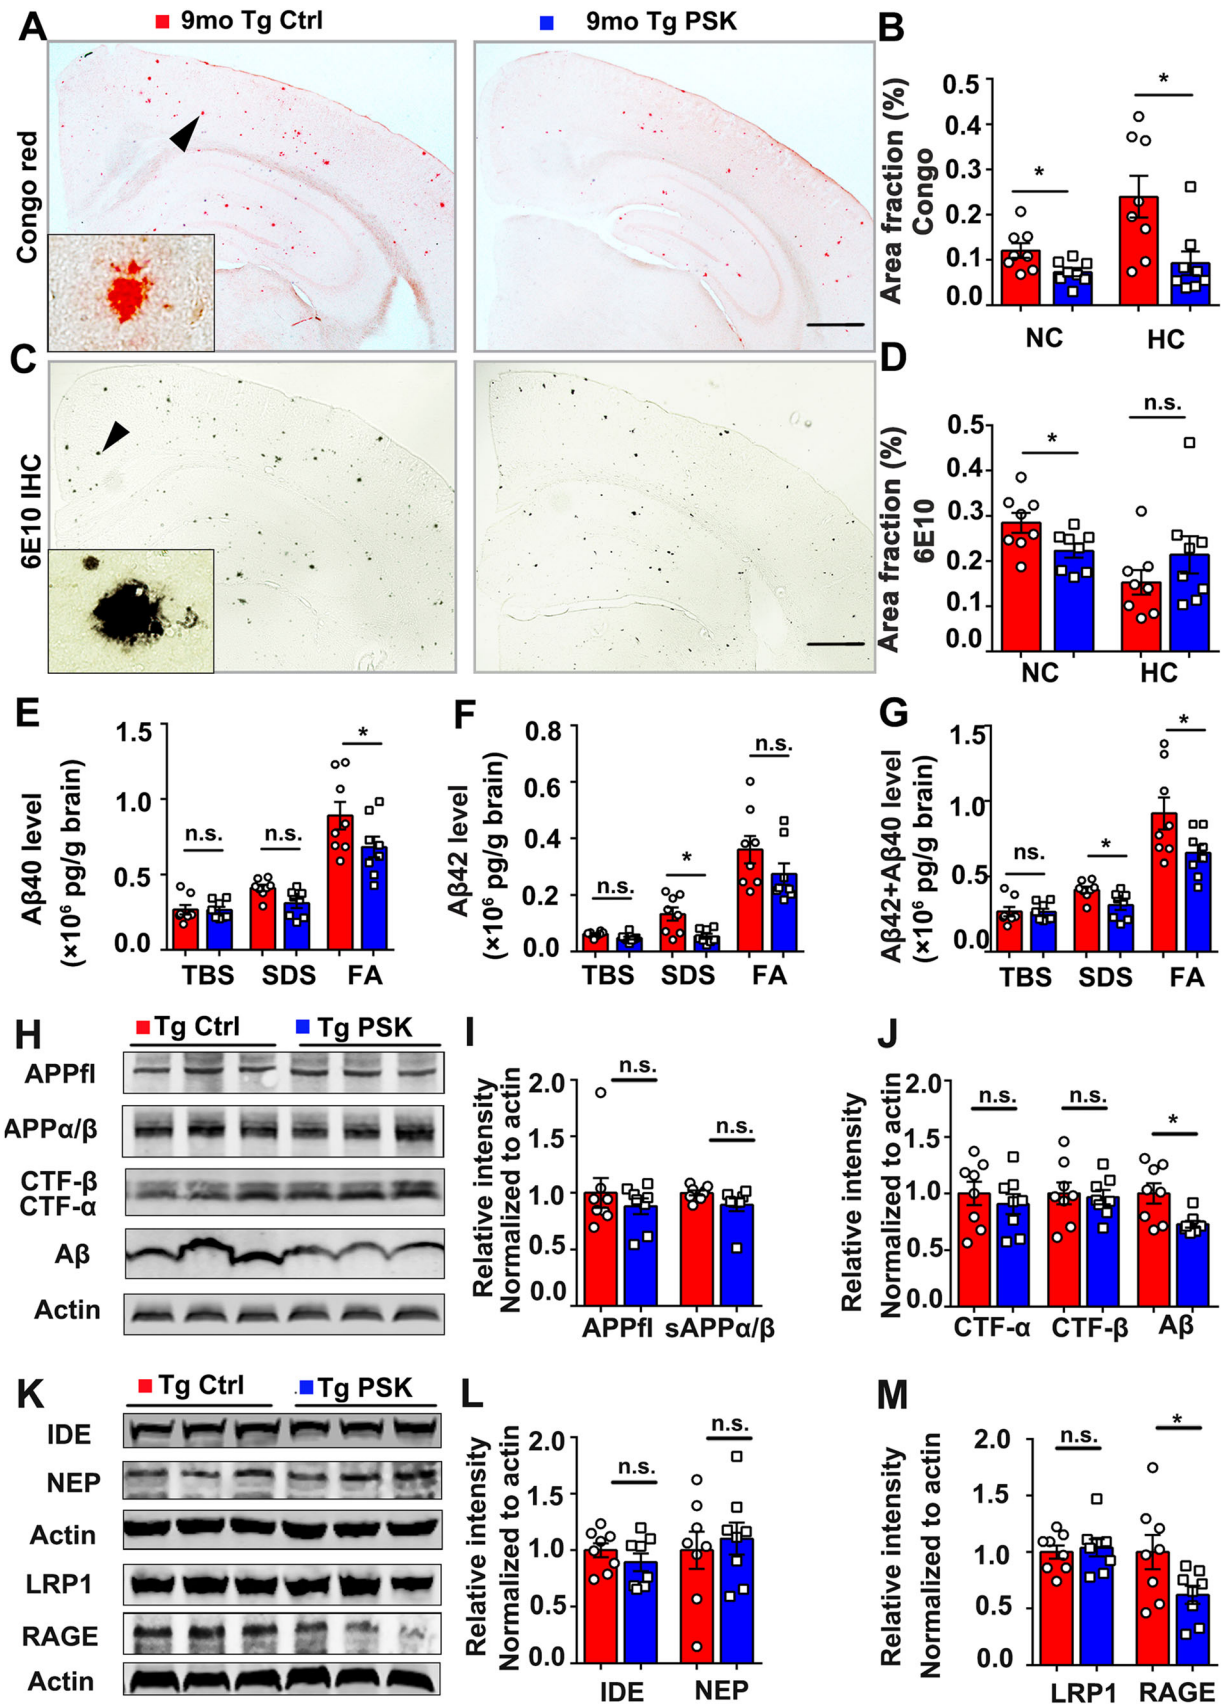 A
9mo Tg Ctrl
9mo Tg PSK
Congo red
B
Area fraction (%)
Congo
0.5
0.4
0.3
0.2
0.1
0.0
*
*
NC
HC
C
6E10 IHC
D
Area fraction (%)
6E10
0.5
0.4
0.3
0.2
0.1
0.0
*
n.s.
NC
HC
E
Aβ40 level
(×10⁶ pg/g brain)
1.5
1.0
0.5
0.0
n.s.
n.s.
*
TBS
SDS
FA
F
Aβ42 level
(×10⁶ pg/g brain)
0.8
0.6
0.4
0.2
0.0
n.s.
*
n.s.
TBS
SDS
FA
G
Aβ42+Aβ40 level
(×10⁶ pg/g brain)
1.5
1.0
0.5
0.0
ns.
*
*
TBS
SDS
FA
H
Tg Ctrl
Tg PSK
APPfl
APPα/β
CTF-β
CTF-α
Aβ
Actin
I
Relative intensity
Normalized to actin
2.0
1.5
1.0
0.5
0.0
n.s.
n.s.
APPfl
sAPPα/β
J
Relative intensity
Normalized to actin
2.0
1.5
1.0
0.5
0.0
n.s.
n.s.
*
CTF-α
CTF-β
Aβ
K
Tg Ctrl
Tg PSK
IDE
NEP
Actin
LRP1
RAGE
Actin
L
Relative intensity
Normalized to actin
2.0
1.5
1.0
0.5
0.0
n.s.
n.s.
IDE
NEP
M
Relative intensity
Normalized to actin
2.0
1.5
1.0
0.5
0.0
n.s.
*
LRP1
RAGE